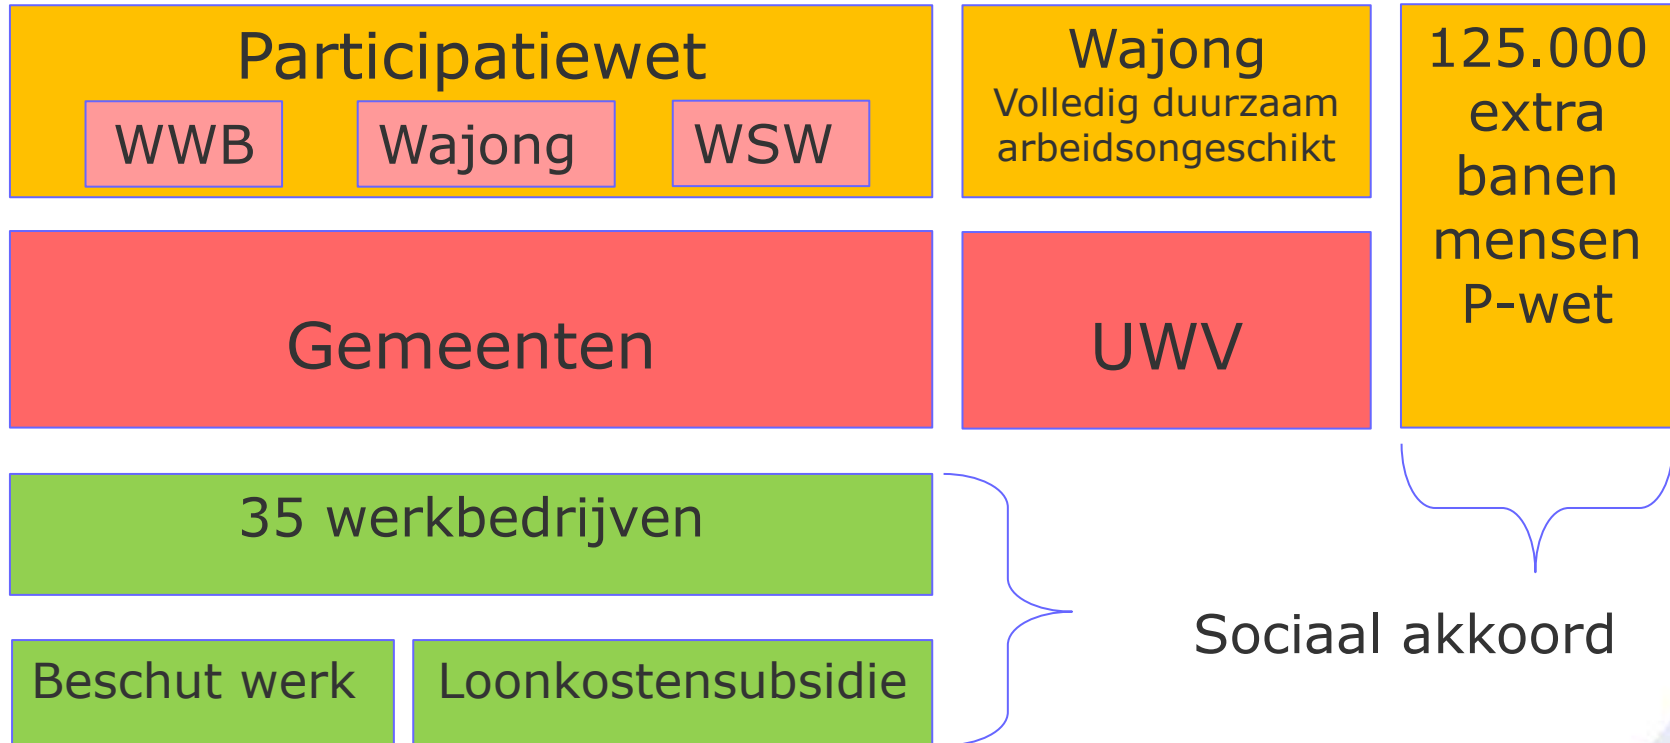 Participatiewet
WWB
Wajong
WSW
Wajong
Volledig duurzaam
arbeidsongeschikt
125.000
extra
banen
mensen
P-wet
Gemeenten
UWV
35 werkbedrijven
Beschut werk
Loonkostensubsidie
Sociaal akkoord